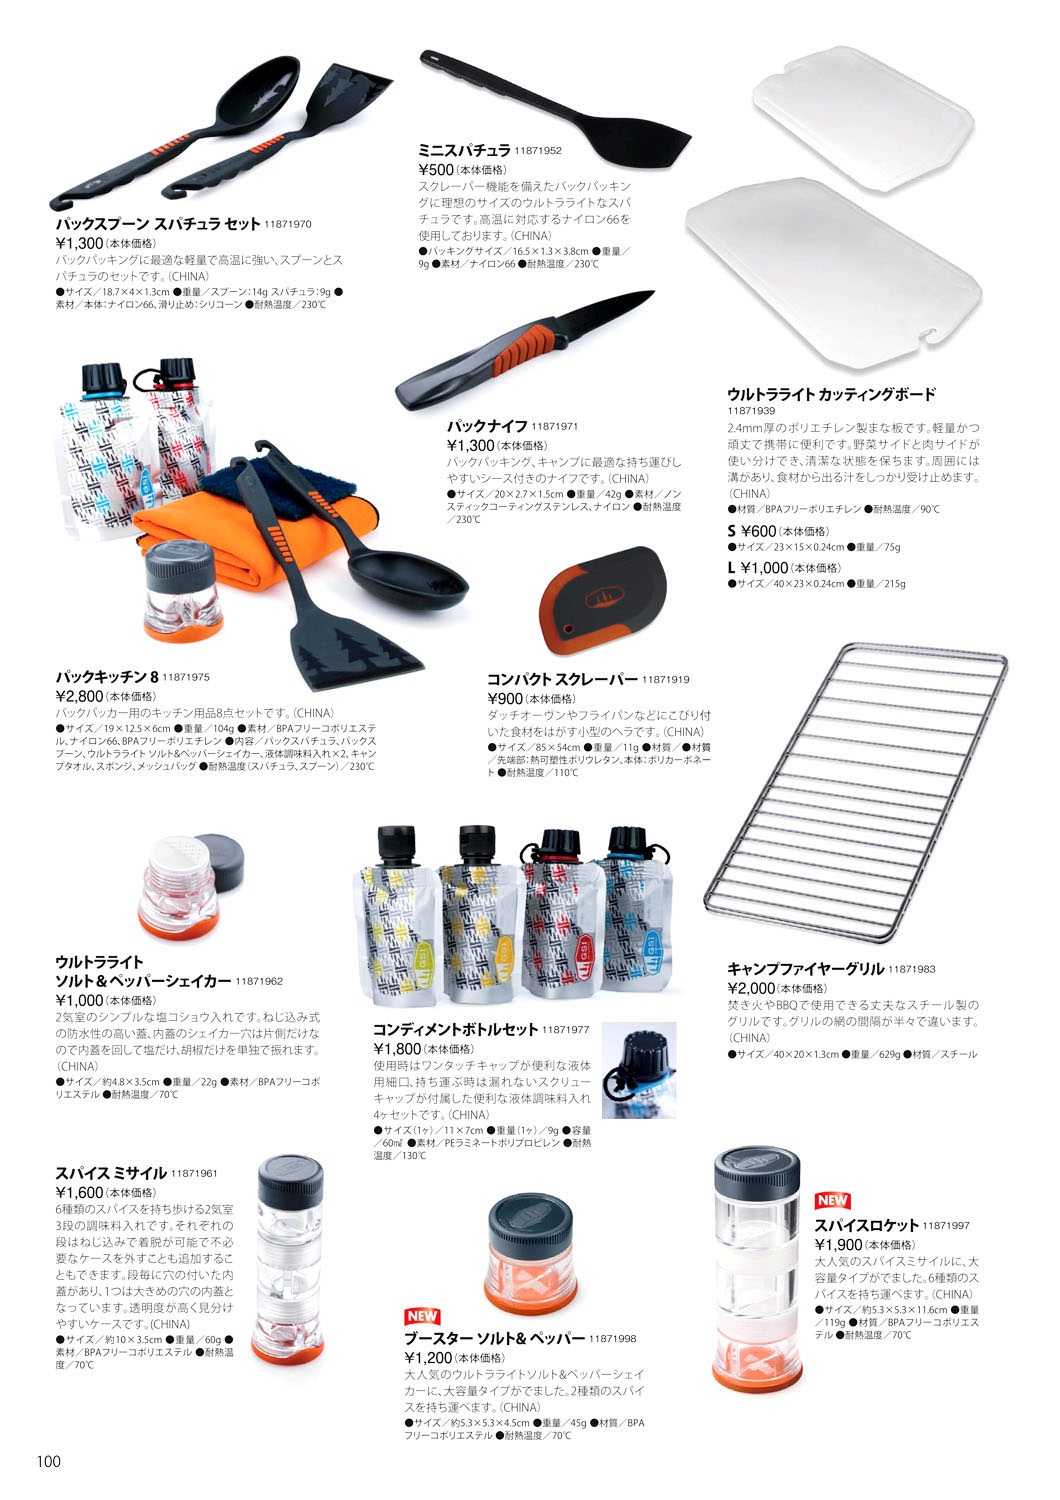 パックスプーン スパチュラ セット 11871970
¥1,300(本体価格)
バックパッキングに最適な軽量で高温に強い、スプーンとス
パチュラのセットです。(CHINA)
●サイズ／18.7×4×1.3cm ●重量／スプーン：14g スパチュラ：9g ●
素材／本体：ナイロン66、滑り止め：シリコーン ●耐熱温度／230℃
ミニスパチュラ 11871952
¥500(本体価格)
スクレーパー機能を備えたバックパッキン
グに理想のサイズのウルトラライトなスパ
チュラです。高温に対応するナイロン66を
使用しております。(CHINA)
●パッキングサイズ／16.5×1.3×3.8cm ●重量／
9g ●素材／ナイロン66 ●耐熱温度／230℃
パックナイフ 11871971
¥1,300(本体価格)
バックパッキング、キャンプに最適な持ち運びし
やすいシース付きのナイフです。(CHINA)
●サイズ／20×2.7×1.5cm ●重量／42g ●素材／ノン
スティックコーティングステンレス、ナイロン ●耐熱温度
／230℃
ウルトラライト カッティングボード
11871939
2.4mm厚のポリエチレン製まな板です。軽量かつ
頑丈で携帯に便利です。野菜サイドと肉サイドが
使い分けでき、清潔な状態を保ちます。周囲には
溝があり、食材から出る汁をしっかり受け止めます。
(CHINA)
●材質／BPAフリーポリエチレン ●耐熱温度／90℃
S ¥600(本体価格)
●サイズ／23×15×0.24cm ●重量／75g
L ¥1,000(本体価格)
●サイズ／40×23×0.24cm ●重量／215g
パックキッチン 8 11871975
¥2,800(本体価格)
バックパッカー用のキッチン用品8点セットです。(CHINA)
●サイズ／19×12.5×6cm ●重量／104g ●素材／BPAフリーコポリエステ
ル、ナイロン66、BPAフリーポリエチレン ●内容／パックスパチュラ、パックス
プーン、ウルトラライト ソルト&ペッパーシェイカー、液体調味料入れ×2、キャン
プタオル、スポンジ、メッシュバッグ ●耐熱温度(スパチュラ、スプーン)／230℃
コンパクト スクレーパー 11871919
¥900(本体価格)
ダッチオーヴンやフライパンなどにこびり付
いた食材をはがす小型のヘラです。(CHINA)
●サイズ／85×54cm ●重量／11g ●材質／●材質
／先端部：熱可塑性ポリウレタン、本体：ポリカーボネー
ト ●耐熱温度／110℃
ウルトラライト
ソルト＆ペッパーシェイカー 11871962
¥1,000(本体価格)
2気室のシンプルな塩コショウ入れです。ねじ込み式
の防水性の高い蓋、内蓋のシェイカー穴は片側だけな
ので内蓋を回して塩だけ、胡椒だけを単独で振れます。
(CHINA)
●サイズ／約4.8×3.5cm ●重量／22g ●素材／BPAフリーコポ
リエステル ●耐熱温度／70℃
GSI
GSI
GSI
GSI
コンディメントボトルセット 11871977
¥1,800(本体価格)
使用時はワンタッチキャップが便利な液体
用細口、持ち運ぶ時は漏れないスクリュー
キャップが付属した便利な液体調味料入れ
4ヶセットです。(CHINA)
●サイズ(1ヶ)／11×7cm ●重量(1ヶ)／9g ●容量
／60㎖ ●素材／PEラミネートポリプロピレン ●耐熱
温度／130℃
キャンプファイヤーグリル 11871983
¥2,000(本体価格)
焚き火やBBQで使用できる丈夫なスチール製の
グリルです。グリルの網の間隔が半々で違います。
(CHINA)
●サイズ／40×20×1.3cm ●重量／629g ●材質／スチール
スパイス ミサイル 11871961
¥1,600(本体価格)
6種類のスパイスを持ち歩ける2気室
3段の調味料入れです。それぞれの
段はねじ込みで着脱が可能で不必
要なケースを外すことも追加するこ
ともできます。段毎に穴の付いた内
蓋があり、1つは大きめの穴の内蓋と
なっています。透明度が高く見分け
やすいケースです。(CHINA)
●サイズ／約10×3.5cm ●重量／60g ●
素材／BPAフリーコポリエステル ●耐熱温
度／70℃
NEW
ブースター ソルト& ペッパー 11871998
¥1,200(本体価格)
大人気のウルトラライトソルト&ペッパーシェイ
カーに、大容量タイプがでました。2種類のスパイ
スを持ち運べます。(CHINA)
●サイズ／約5.3×5.3×4.5cm ●重量／45g ●材質／BPA
フリーコポリエステル ●耐熱温度／70℃
NEW
スパイスロケット 11871997
¥1,900(本体価格)
大人気のスパイスミサイルに、大
容量タイプがでました。6種類のス
パイスを持ち運べます。(CHINA)
●サイズ／約5.3×5.3×11.6cm ●重量
／119g ●材質／BPAフリーコポリエス
テル ●耐熱温度／70℃
100